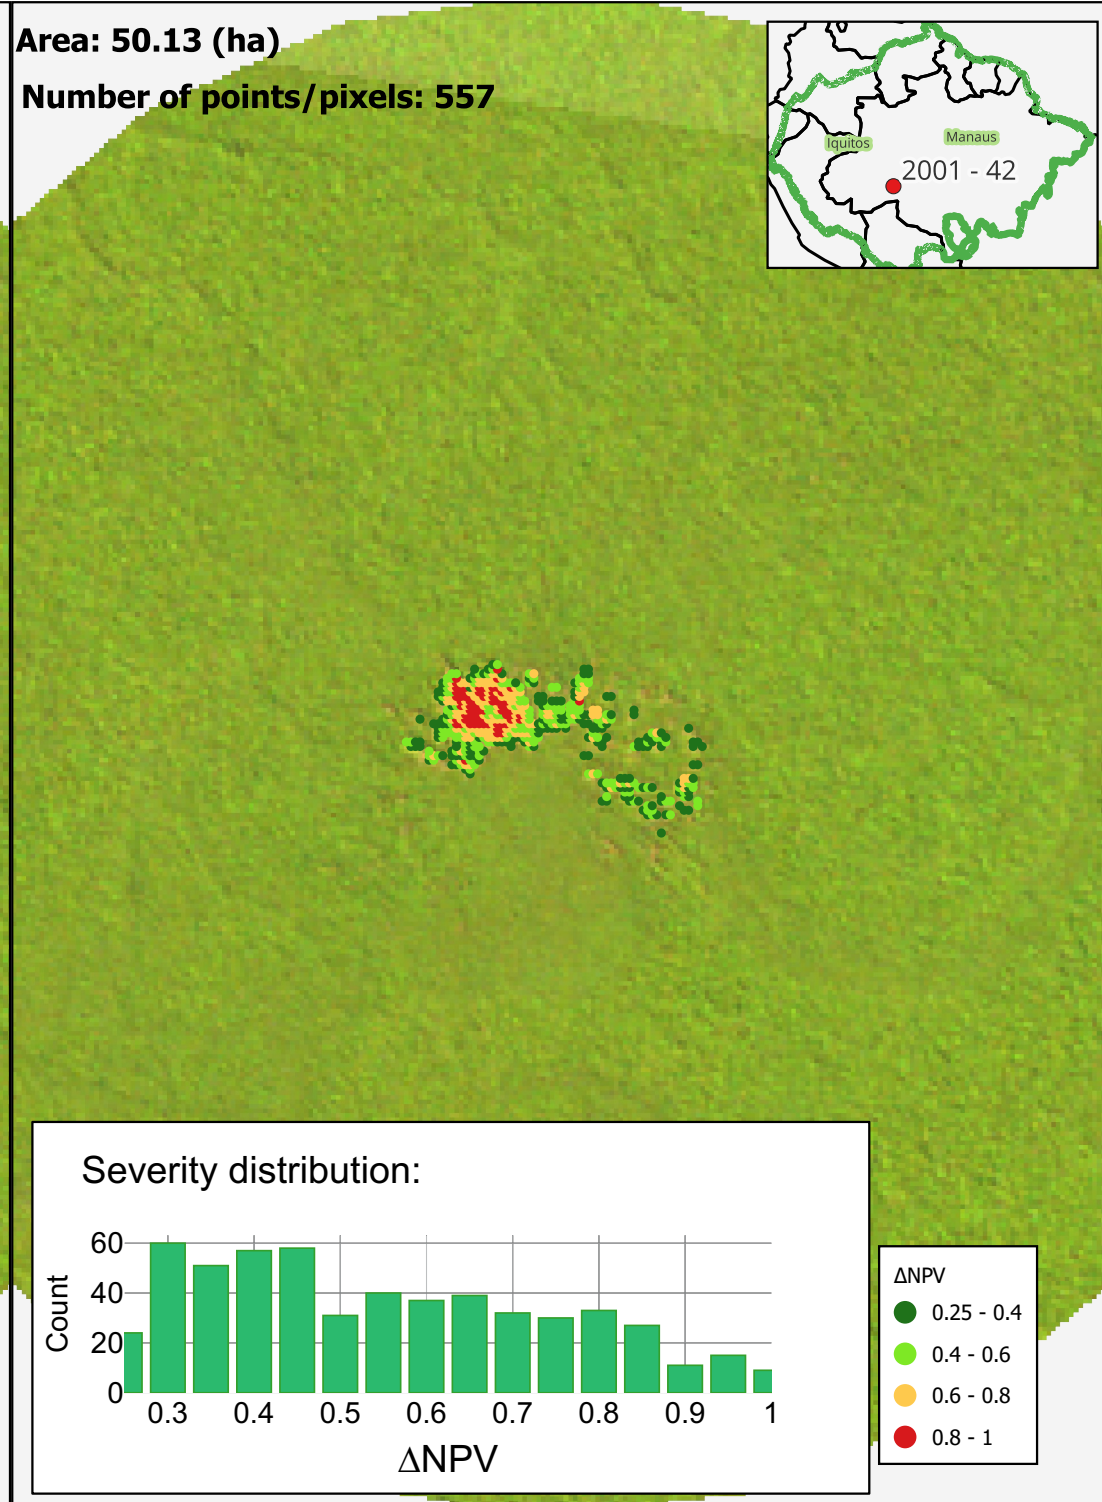 Area: 50.13 (ha)
Number of points/pixels: 557
Iquitos
Manaus
2001 - 42
Severity distribution:
60
40
20
0
Count
0.3 0.4 0.5 0.6 0.7 0.8 0.9 1
ΔNPV
ΔNPV
0.25 - 0.4
0.4 - 0.6
0.6 - 0.8
0.8 - 1